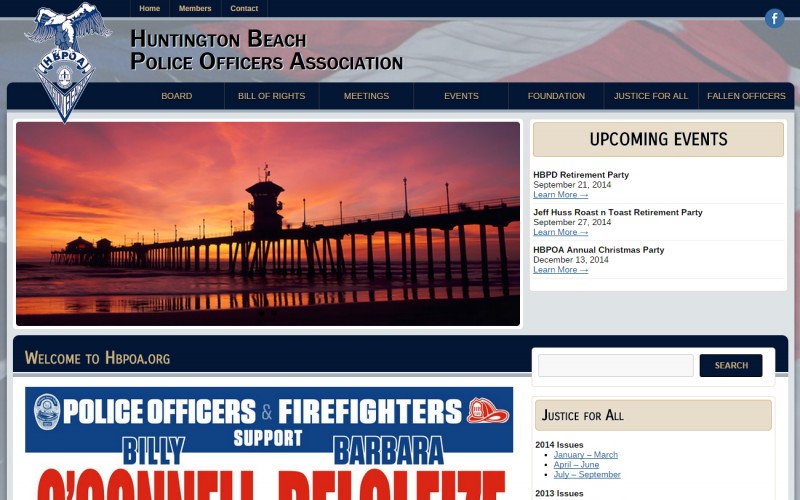 Home Members Contact
HBPOA
f
Huntington Beach
Police Officers Association
BOARD BILL OF RIGHTS MEETINGS EVENTS FOUNDATION JUSTICE FOR ALL FALLEN OFFICERS
UPCOMING EVENTS
HBPD Retirement Party
September 21, 2014
Learn More →
Jeff Huss Roast n Toast Retirement Party
September 27, 2014
Learn More →
HBPOA Annual Christmas Party
December 13, 2014
Learn More →
Welcome to Hbpoa.org
SEARCH
POLICE OFFICERS & FIREFIGHTERS
SUPPORT
BILLY BARBARA
O'CONNELL DELGLEIZE
Justice for All
2014 Issues
January – March
April – June
July – September
2013 Issues